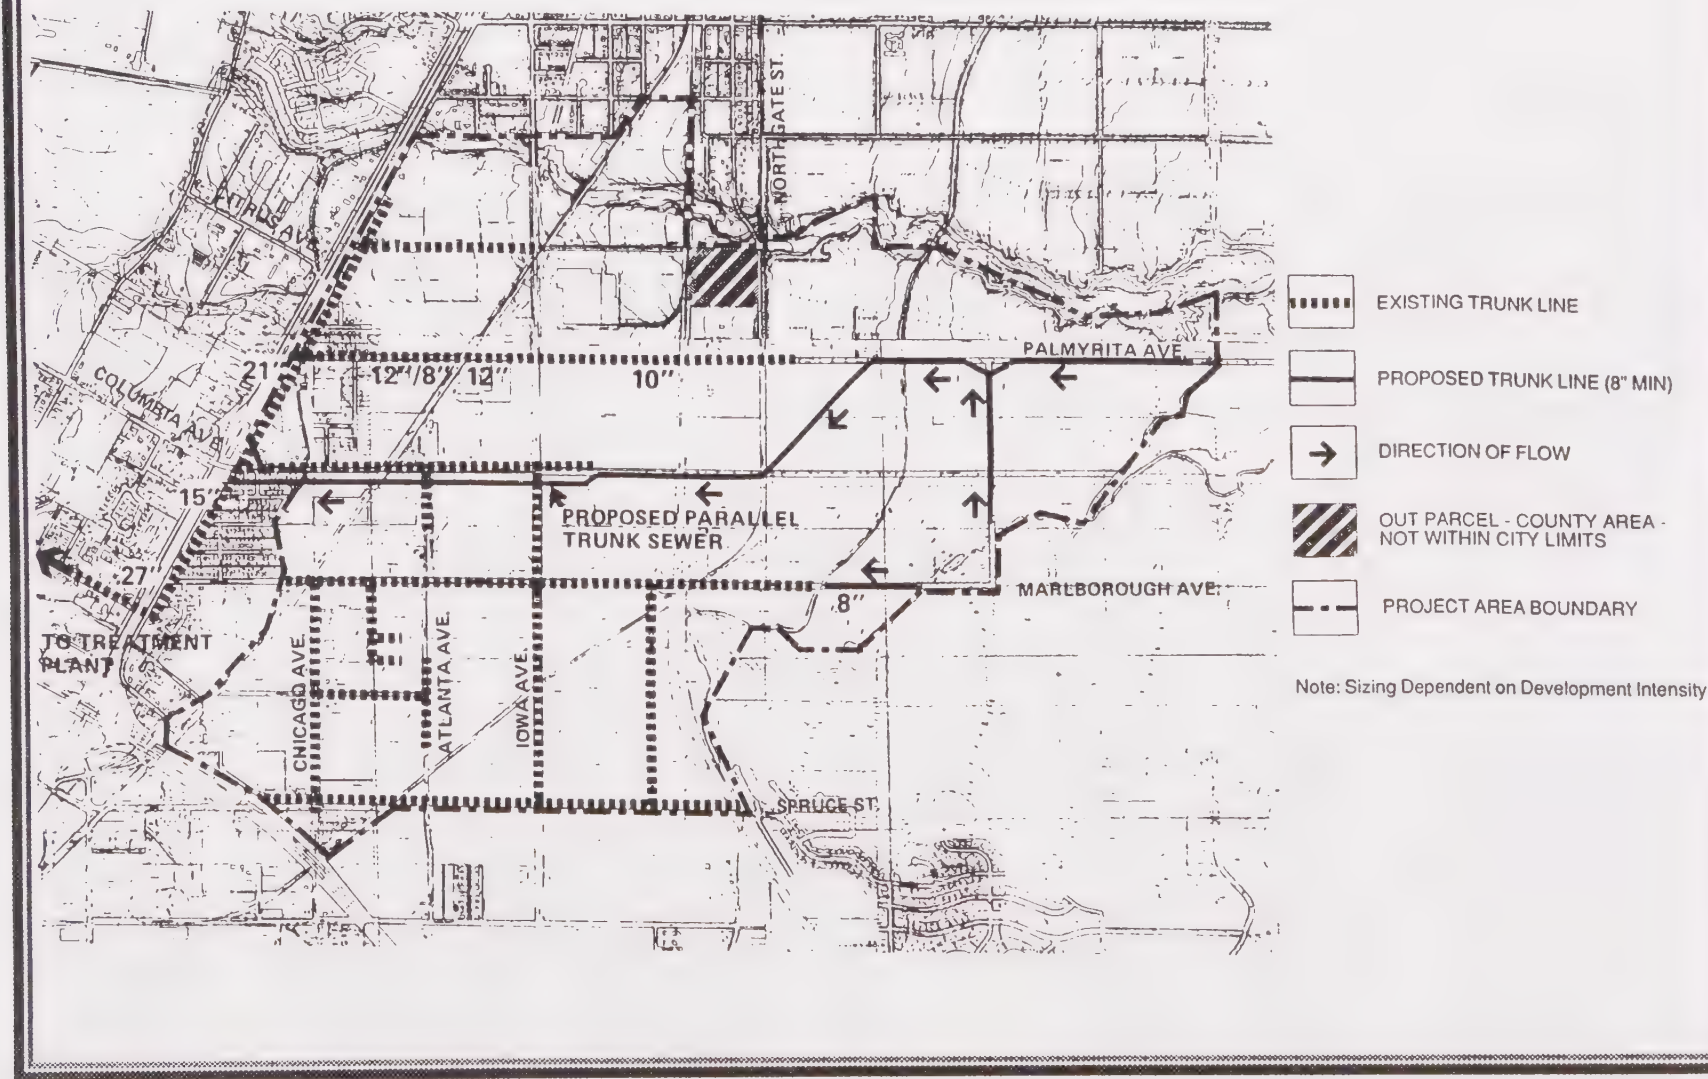 NORTHGATE ST.
CITRUS AVE
PALMYRITA AVE.
21"
12"/8"
12"
10"
COLUMBIA AVE
15"
PROPOSED PARALLEL
TRUNK SEWER
27"
MARLBOROUGH AVE.
8"
TO TREATMENT
PLANT
CHICAGO AVE.
ATLANTA AVE.
IOWA AVE.
SPRUCE ST.
EXISTING TRUNK LINE
PROPOSED TRUNK LINE (8" MIN)
DIRECTION OF FLOW
OUT PARCEL - COUNTY AREA -
NOT WITHIN CITY LIMITS
PROJECT AREA BOUNDARY
Note: Sizing Dependent on Development Intensity